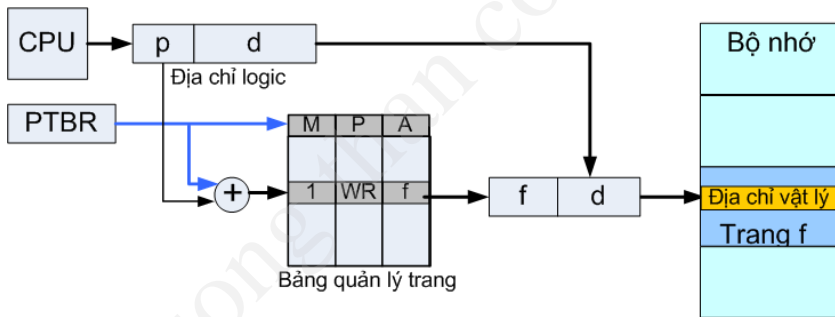 CPU
p d
Bộ nhớ
Địa chỉ logic
PTBR
M P A
+
1 WR f
f d
Địa chỉ vật lý
Trang f
Bảng quản lý trang